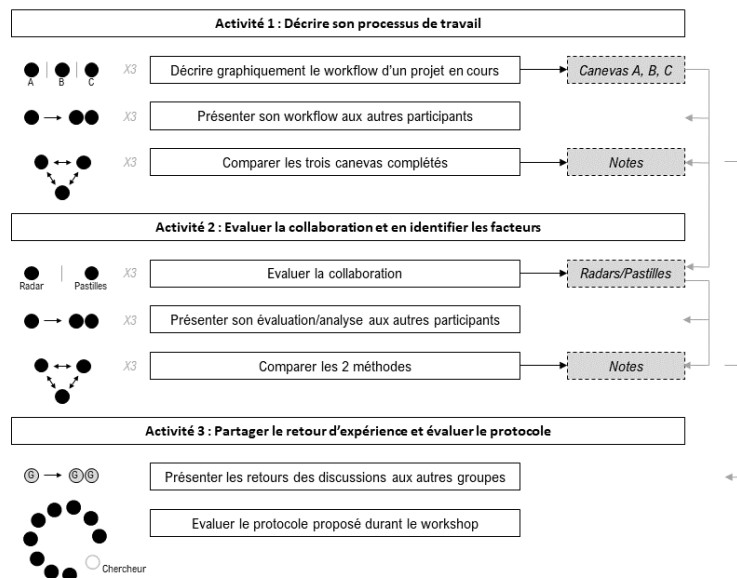 Activité 1 : Décrire son processus de travail
A B C
X3
Décrire graphiquement le workflow d'un projet en cours
Canevas A, B, C
X3
Présenter son workflow aux autres participants
X3
Comparer les trois canevas complétés
Notes
Activité 2 : Evaluer la collaboration et en identifier les facteurs
Radar Pastilles
X3
Evaluer la collaboration
Radars/Pastilles
X3
Présenter son évaluation/analyse aux autres participants
X3
Comparer les 2 méthodes
Notes
Activité 3 : Partager le retour d'expérience et évaluer le protocole
G G G
Présenter les retours des discussions aux autres groupes
Evaluer le protocole proposé durant le workshop
Chercheur